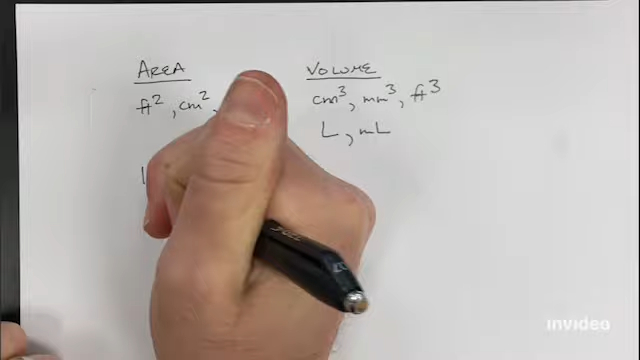 AREA
VOLUME
ft², cm²,
cm³, mm³, ft³
L, mL
invideo